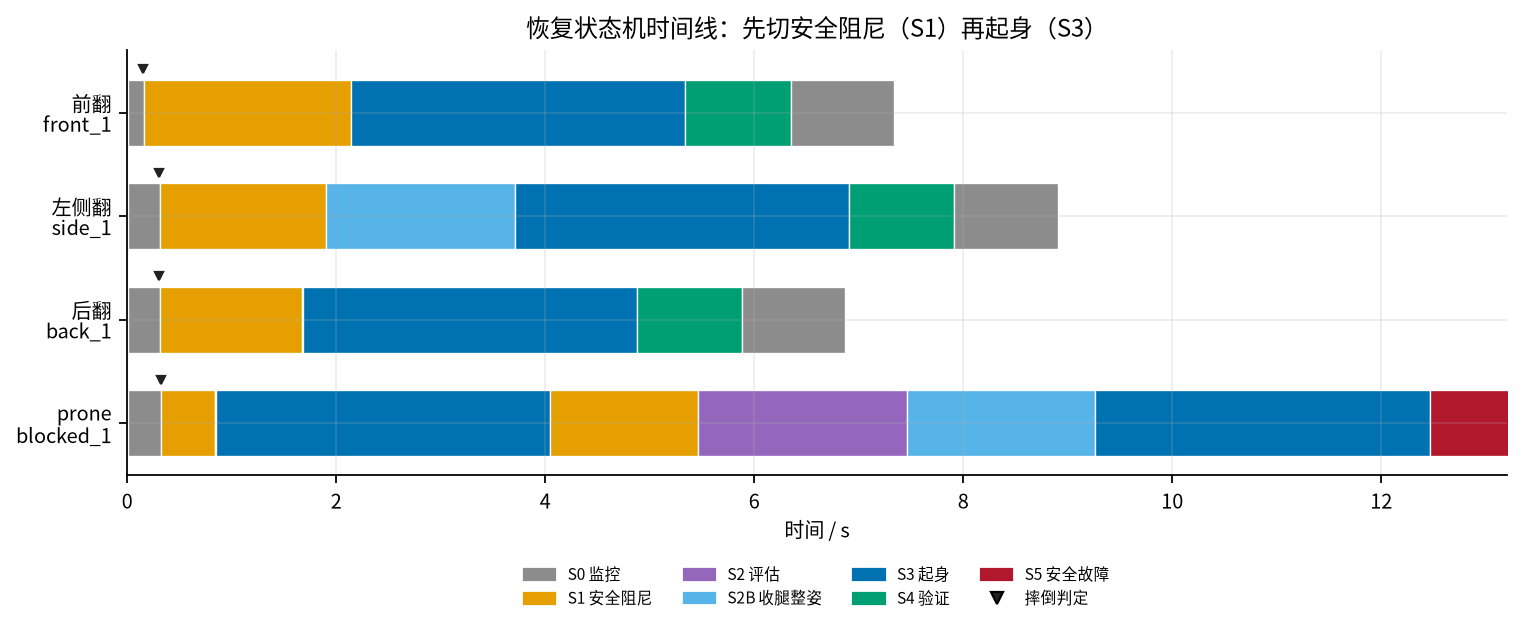 恢复状态机时间线：先切安全阻尼（S1）再起身（S3）
前翻
front_1
左侧翻
side_1
后翻
back_1
prone
blocked_1
0 2 4 6 8 10 12
时间 / s
S0 监控 S2 评估 S3 起身 S5 安全故障
S1 安全阻尼 S2B 收腿整姿 S4 验证 摔倒判定